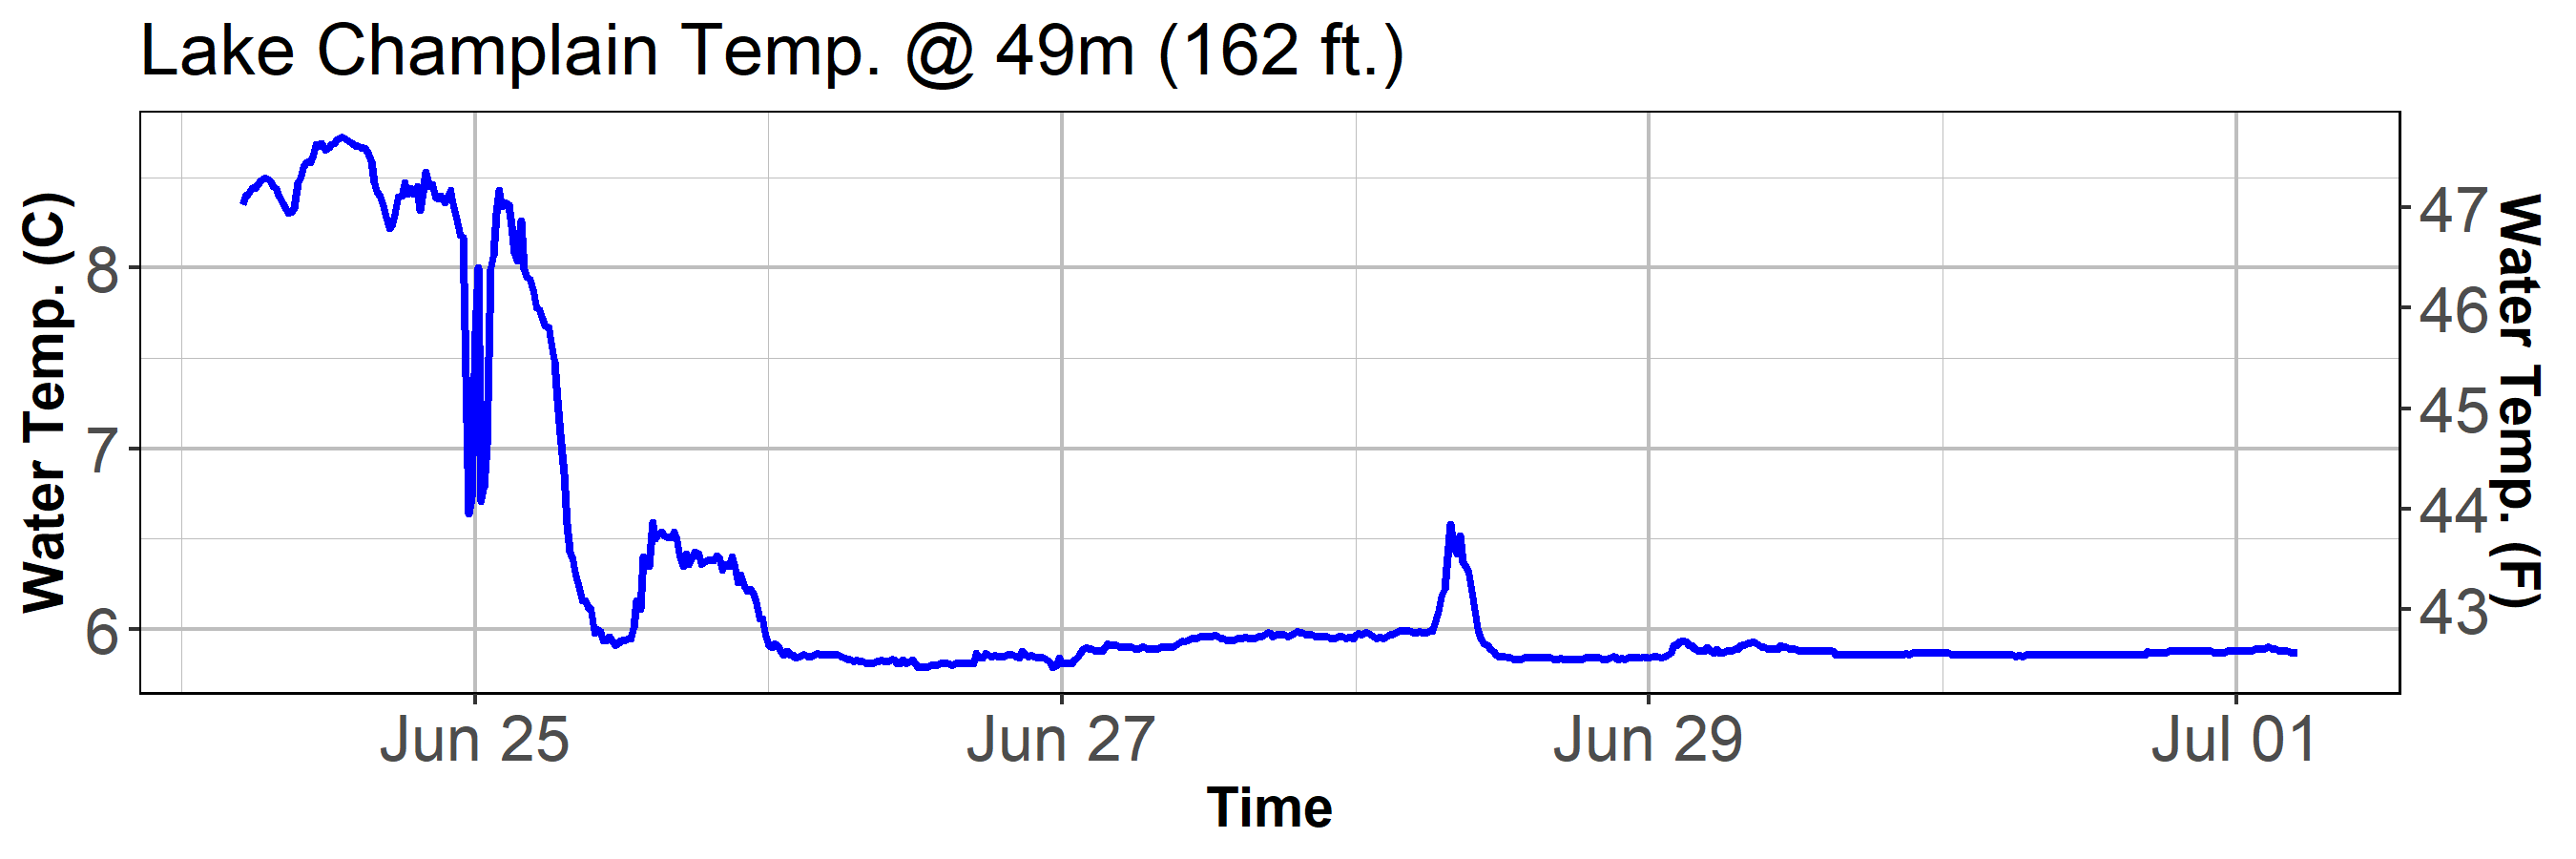 Lake Champlain Temp. @ 49m (162 ft.)
Water Temp. (C)
8
7
6
47
46
45
44
43
Water Temp. (F)
Jun 25
Jun 27
Jun 29
Jul 01
Time